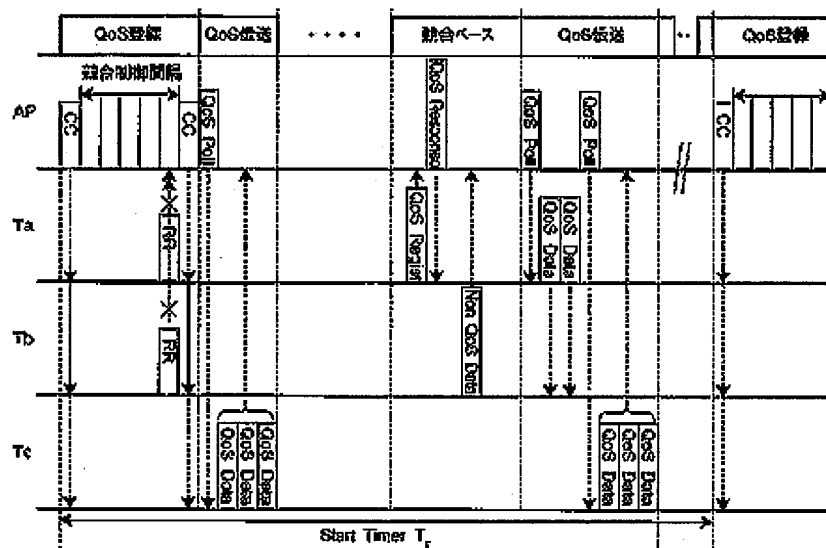 QoS登録 QoS伝送 ・・・・ 競合ベース QoS伝送 ・・ QoS登録
競合制御間隔
AP
CC
CC
QoS Poll
QoS Response
QoS Poll
QoS Poll
CC
Ta
RR
QoS Regist
QoS Data
QoS Data
Tb
RR
Non QoS Data
Tc
QoS Data
QoS Data
QoS Data
QoS Data
QoS Data
QoS Data
Start Timer Tr